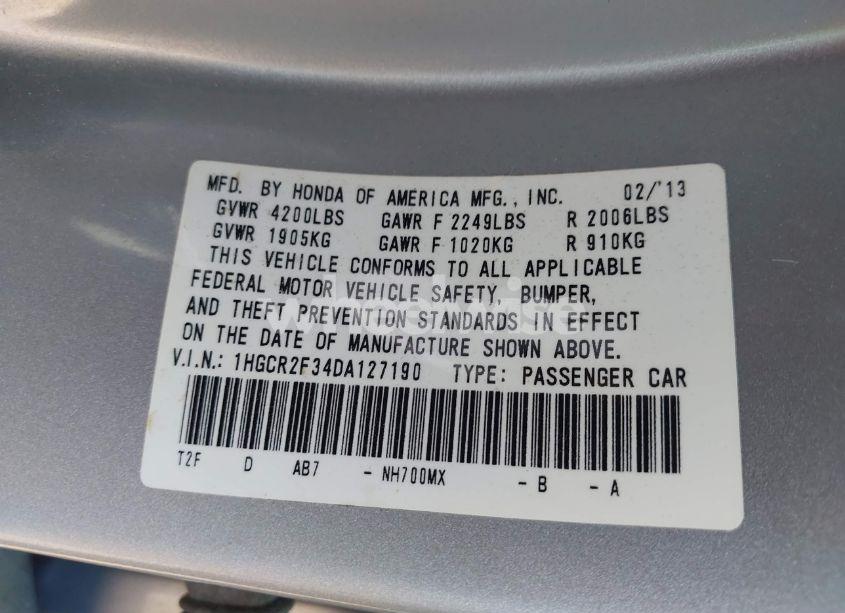 MFD. BY HONDA OF AMERICA MFG., INC. 02/'13
GVWR 4200LBS GAWR F 2249LBS R 2006LBS
GVWR 1905KG GAWR F 1020KG R 910KG
THIS VEHICLE CONFORMS TO ALL APPLICABLE
FEDERAL MOTOR VEHICLE SAFETY, BUMPER,
AND THEFT PREVENTION STANDARDS IN EFFECT
ON THE DATE OF MANUFACTURE SHOWN ABOVE.
V.I.N.: 1HGCR2F34DA127190 TYPE: PASSENGER CAR
T2F D AB7 - NH700MX - B - A